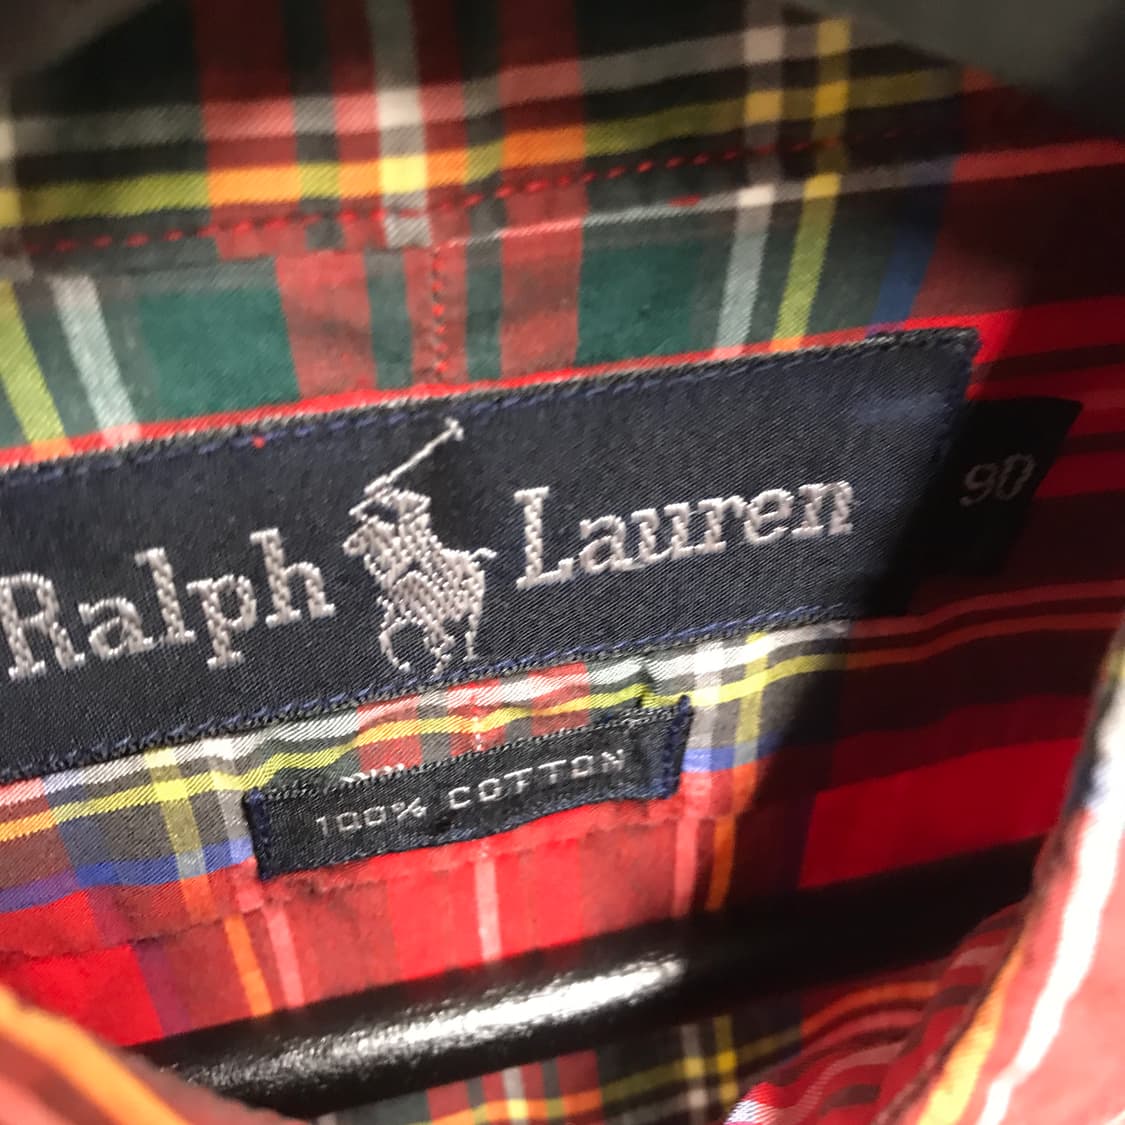 Ralph Lauren
90
100% COTTON